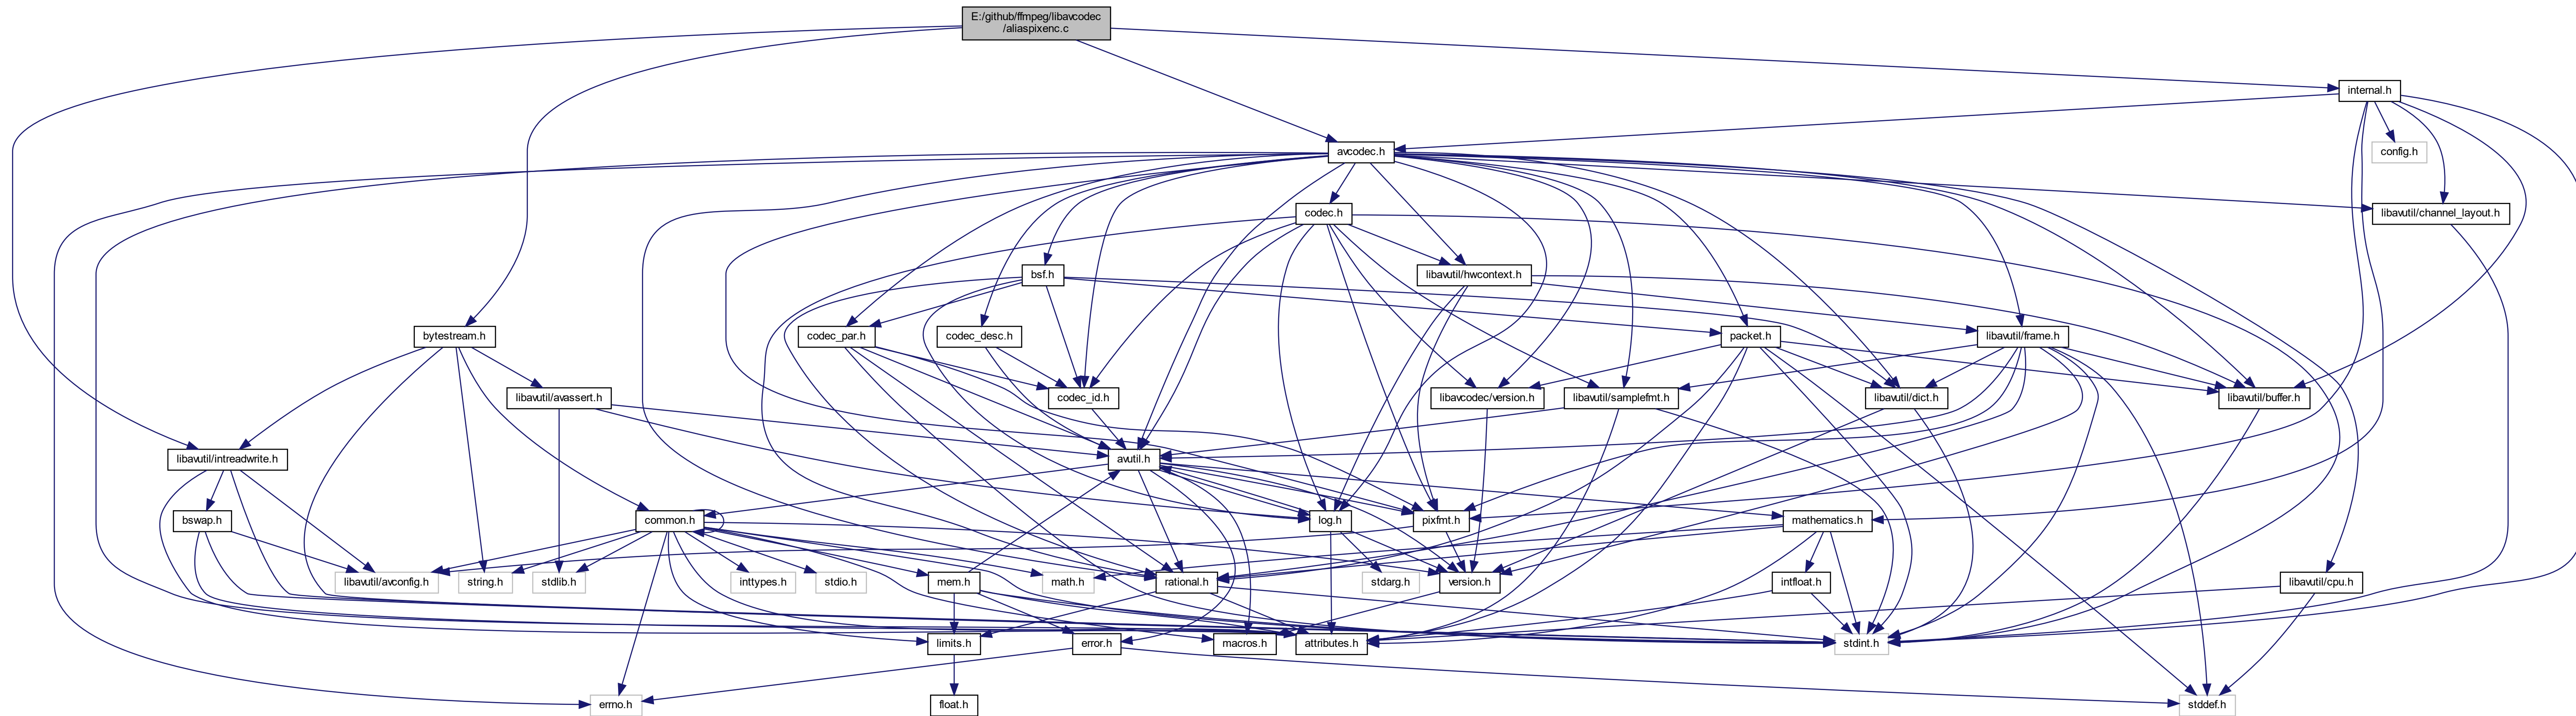 E:/github/ffmpeg/libavcodec
/aliaspixenc.c
internal.h
avcodec.h
config.h
codec.h
libavutil/channel_layout.h
bsf.h
libavutil/hwcontext.h
bytestream.h
codec_par.h
codec_desc.h
packet.h
libavutil/frame.h
libavutil/avassert.h
codec_id.h
libavcodec/version.h
libavutil/samplefmt.h
libavutil/dict.h
libavutil/buffer.h
libavutil/intreadwrite.h
avutil.h
bswap.h
common.h
log.h
pixfmt.h
mathematics.h
libavutil/avconfig.h
string.h
stdlib.h
inttypes.h
stdio.h
mem.h
math.h
rational.h
stdarg.h
version.h
intfloat.h
libavutil/cpu.h
limits.h
error.h
macros.h
attributes.h
stdint.h
errno.h
float.h
stddef.h